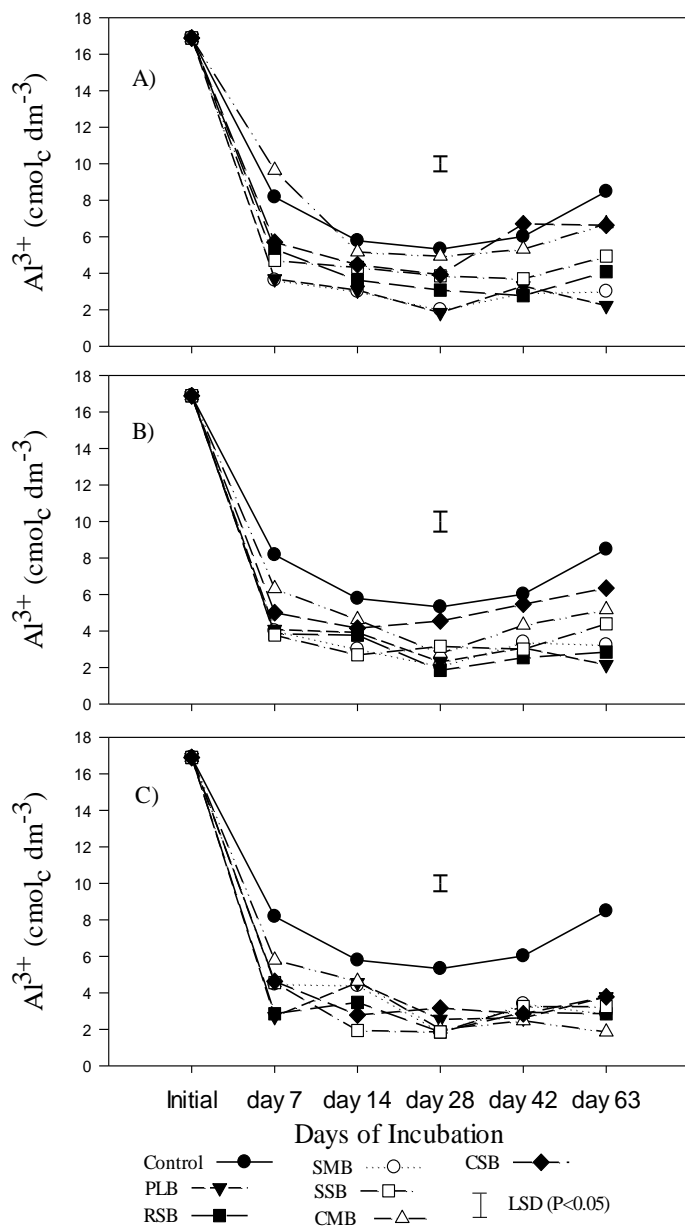 18
16
14
12
10
8
6
4
2
0
A)
Al3+ (cmolc dm-3)
18
16
14
12
10
8
6
4
2
0
B)
Al3+ (cmolc dm-3)
18
16
14
12
10
8
6
4
2
0
C)
Al3+ (cmolc dm-3)
Initial day 7 day 14 day 28 day 42 day 63
Days of Incubation
Control SMB CSB
PLB SSB LSD (P<0.05)
RSB CMB